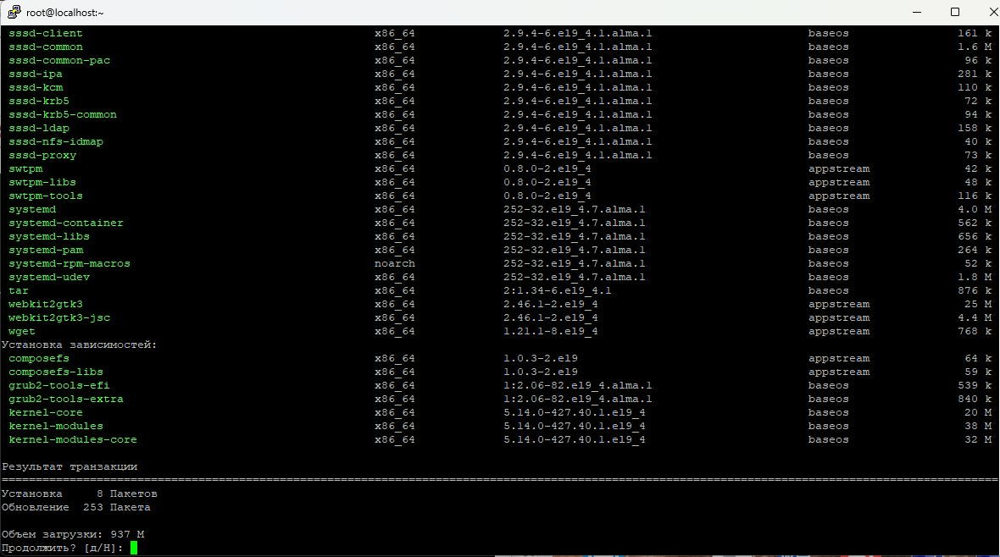 root@localhost:~
sssd-client x86_64 2.9.4-6.el9_4.1.alma.1 baseos 161 k
sssd-common x86_64 2.9.4-6.el9_4.1.alma.1 baseos 1.6 M
sssd-common-pac x86_64 2.9.4-6.el9_4.1.alma.1 baseos 96 k
sssd-ipa x86_64 2.9.4-6.el9_4.1.alma.1 baseos 281 k
sssd-kcm x86_64 2.9.4-6.el9_4.1.alma.1 baseos 110 k
sssd-krb5 x86_64 2.9.4-6.el9_4.1.alma.1 baseos 72 k
sssd-krb5-common x86_64 2.9.4-6.el9_4.1.alma.1 baseos 94 k
sssd-ldap x86_64 2.9.4-6.el9_4.1.alma.1 baseos 158 k
sssd-nfs-idmap x86_64 2.9.4-6.el9_4.1.alma.1 baseos 40 k
sssd-proxy x86_64 2.9.4-6.el9_4.1.alma.1 baseos 73 k
swtpm x86_64 0.8.0-2.el9_4 appstream 42 k
swtpm-libs x86_64 0.8.0-2.el9_4 appstream 48 k
swtpm-tools x86_64 0.8.0-2.el9_4 appstream 116 k
systemd x86_64 252-32.el9_4.7.alma.1 baseos 4.0 M
systemd-container x86_64 252-32.el9_4.7.alma.1 baseos 562 k
systemd-libs x86_64 252-32.el9_4.7.alma.1 baseos 656 k
systemd-pam x86_64 252-32.el9_4.7.alma.1 baseos 264 k
systemd-rpm-macros noarch 252-32.el9_4.7.alma.1 baseos 52 k
systemd-udev x86_64 252-32.el9_4.7.alma.1 baseos 1.8 M
tar x86_64 2:1.34-6.el9_4.1 baseos 876 k
webkit2gtk3 x86_64 2.46.1-2.el9_4 appstream 25 M
webkit2gtk3-jsc x86_64 2.46.1-2.el9_4 appstream 4.4 M
wget x86_64 1.21.1-8.el9_4 appstream 768 k
Установка зависимостей:
composefs x86_64 1.0.3-2.el9 appstream 64 k
composefs-libs x86_64 1.0.3-2.el9 appstream 59 k
grub2-tools-efi x86_64 1:2.06-82.el9_4.alma.1 baseos 539 k
grub2-tools-extra x86_64 1:2.06-82.el9_4.alma.1 baseos 840 k
kernel-core x86_64 5.14.0-427.40.1.el9_4 baseos 20 M
kernel-modules x86_64 5.14.0-427.40.1.el9_4 baseos 38 M
kernel-modules-core x86_64 5.14.0-427.40.1.el9_4 baseos 32 M
Результат транзакции
================================================================================
Установка 8 Пакетов
Обновление 253 Пакета
Объем загрузки: 937 M
Продолжить? [д/Н]: